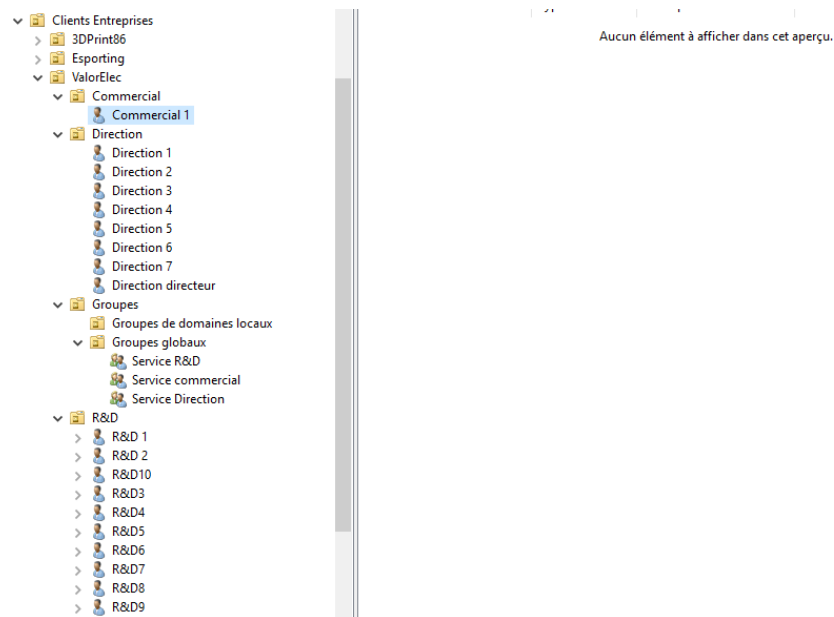 Clients Entreprises
3DPrint86
Esporting
ValorElec
Commercial
Commercial 1
Direction
Direction 1
Direction 2
Direction 3
Direction 4
Direction 5
Direction 6
Direction 7
Direction directeur
Groupes
Groupes de domaines locaux
Groupes globaux
Service R&D
Service commercial
Service Direction
R&D
R&D 1
R&D 2
R&D10
R&D3
R&D4
R&D5
R&D6
R&D7
R&D8
R&D9
Aucun élément à afficher dans cet aperçu.